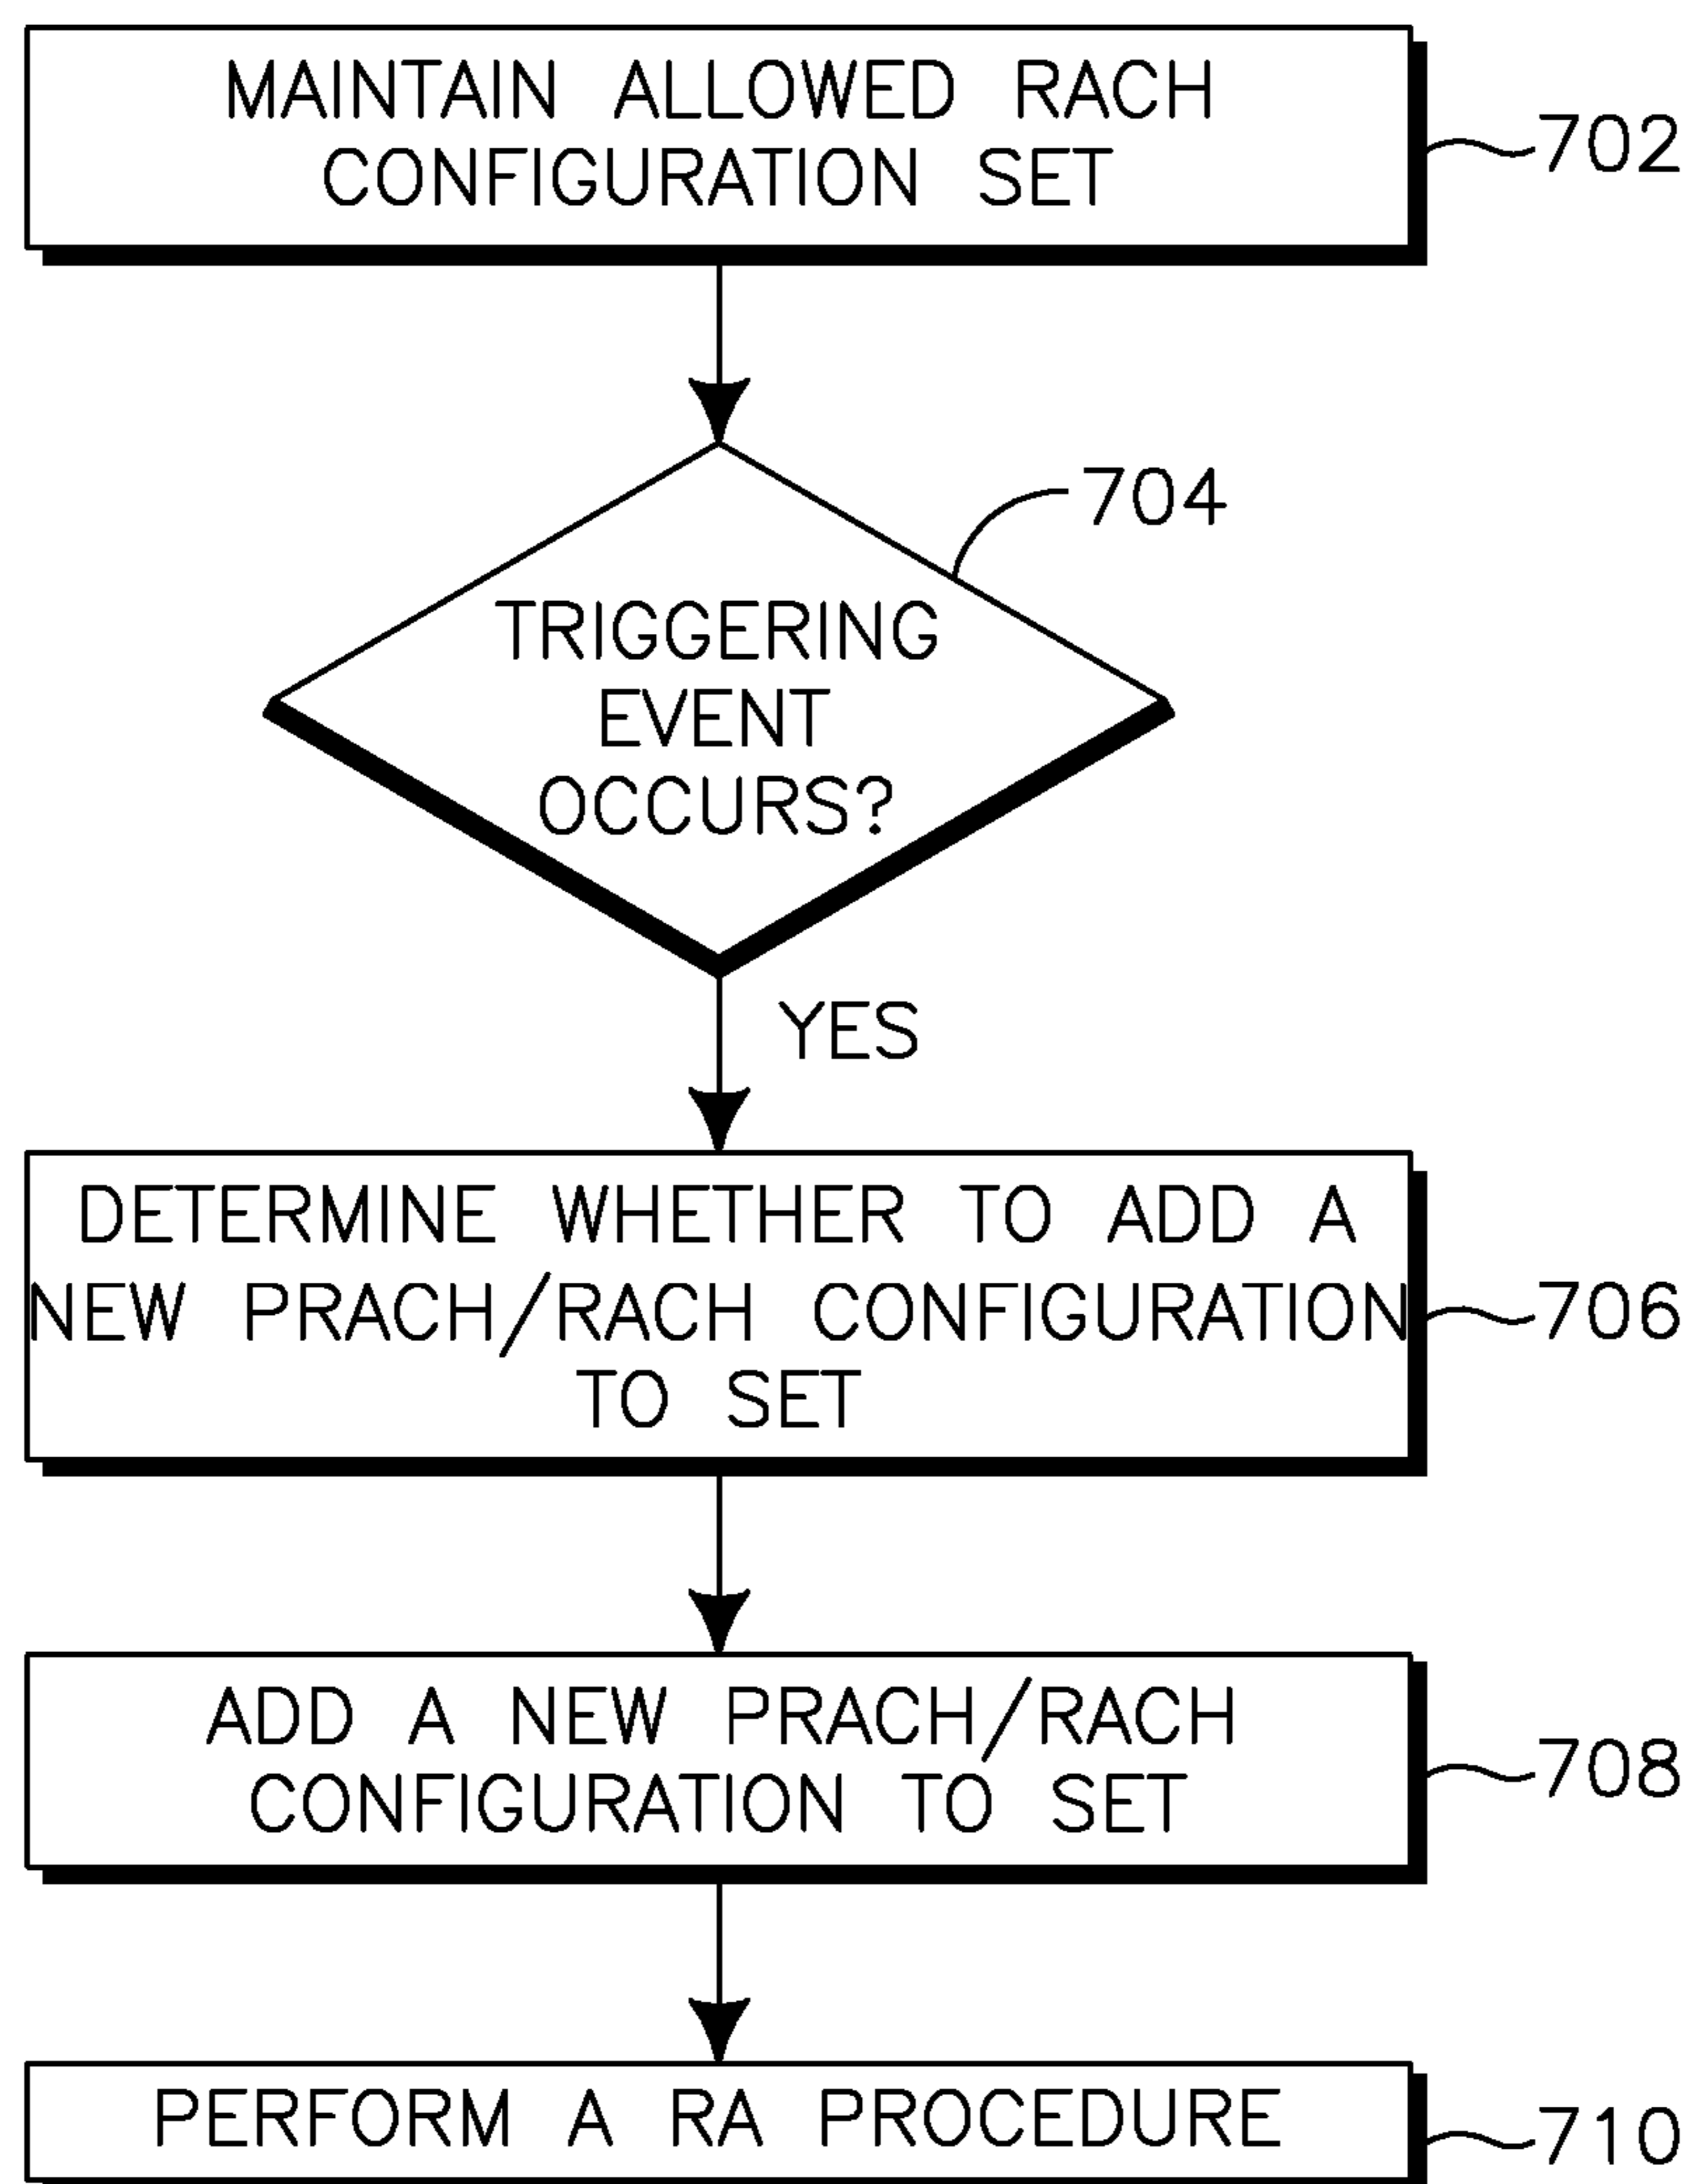 MAINTAIN ALLOWED RACH
CONFIGURATION SET
702
704
TRIGGERING
EVENT
OCCURS?
YES
DETERMINE WHETHER TO ADD A
NEW PRACH/RACH CONFIGURATION
TO SET
706
ADD A NEW PRACH/RACH
CONFIGURATION TO SET
708
PERFORM A RA PROCEDURE
710